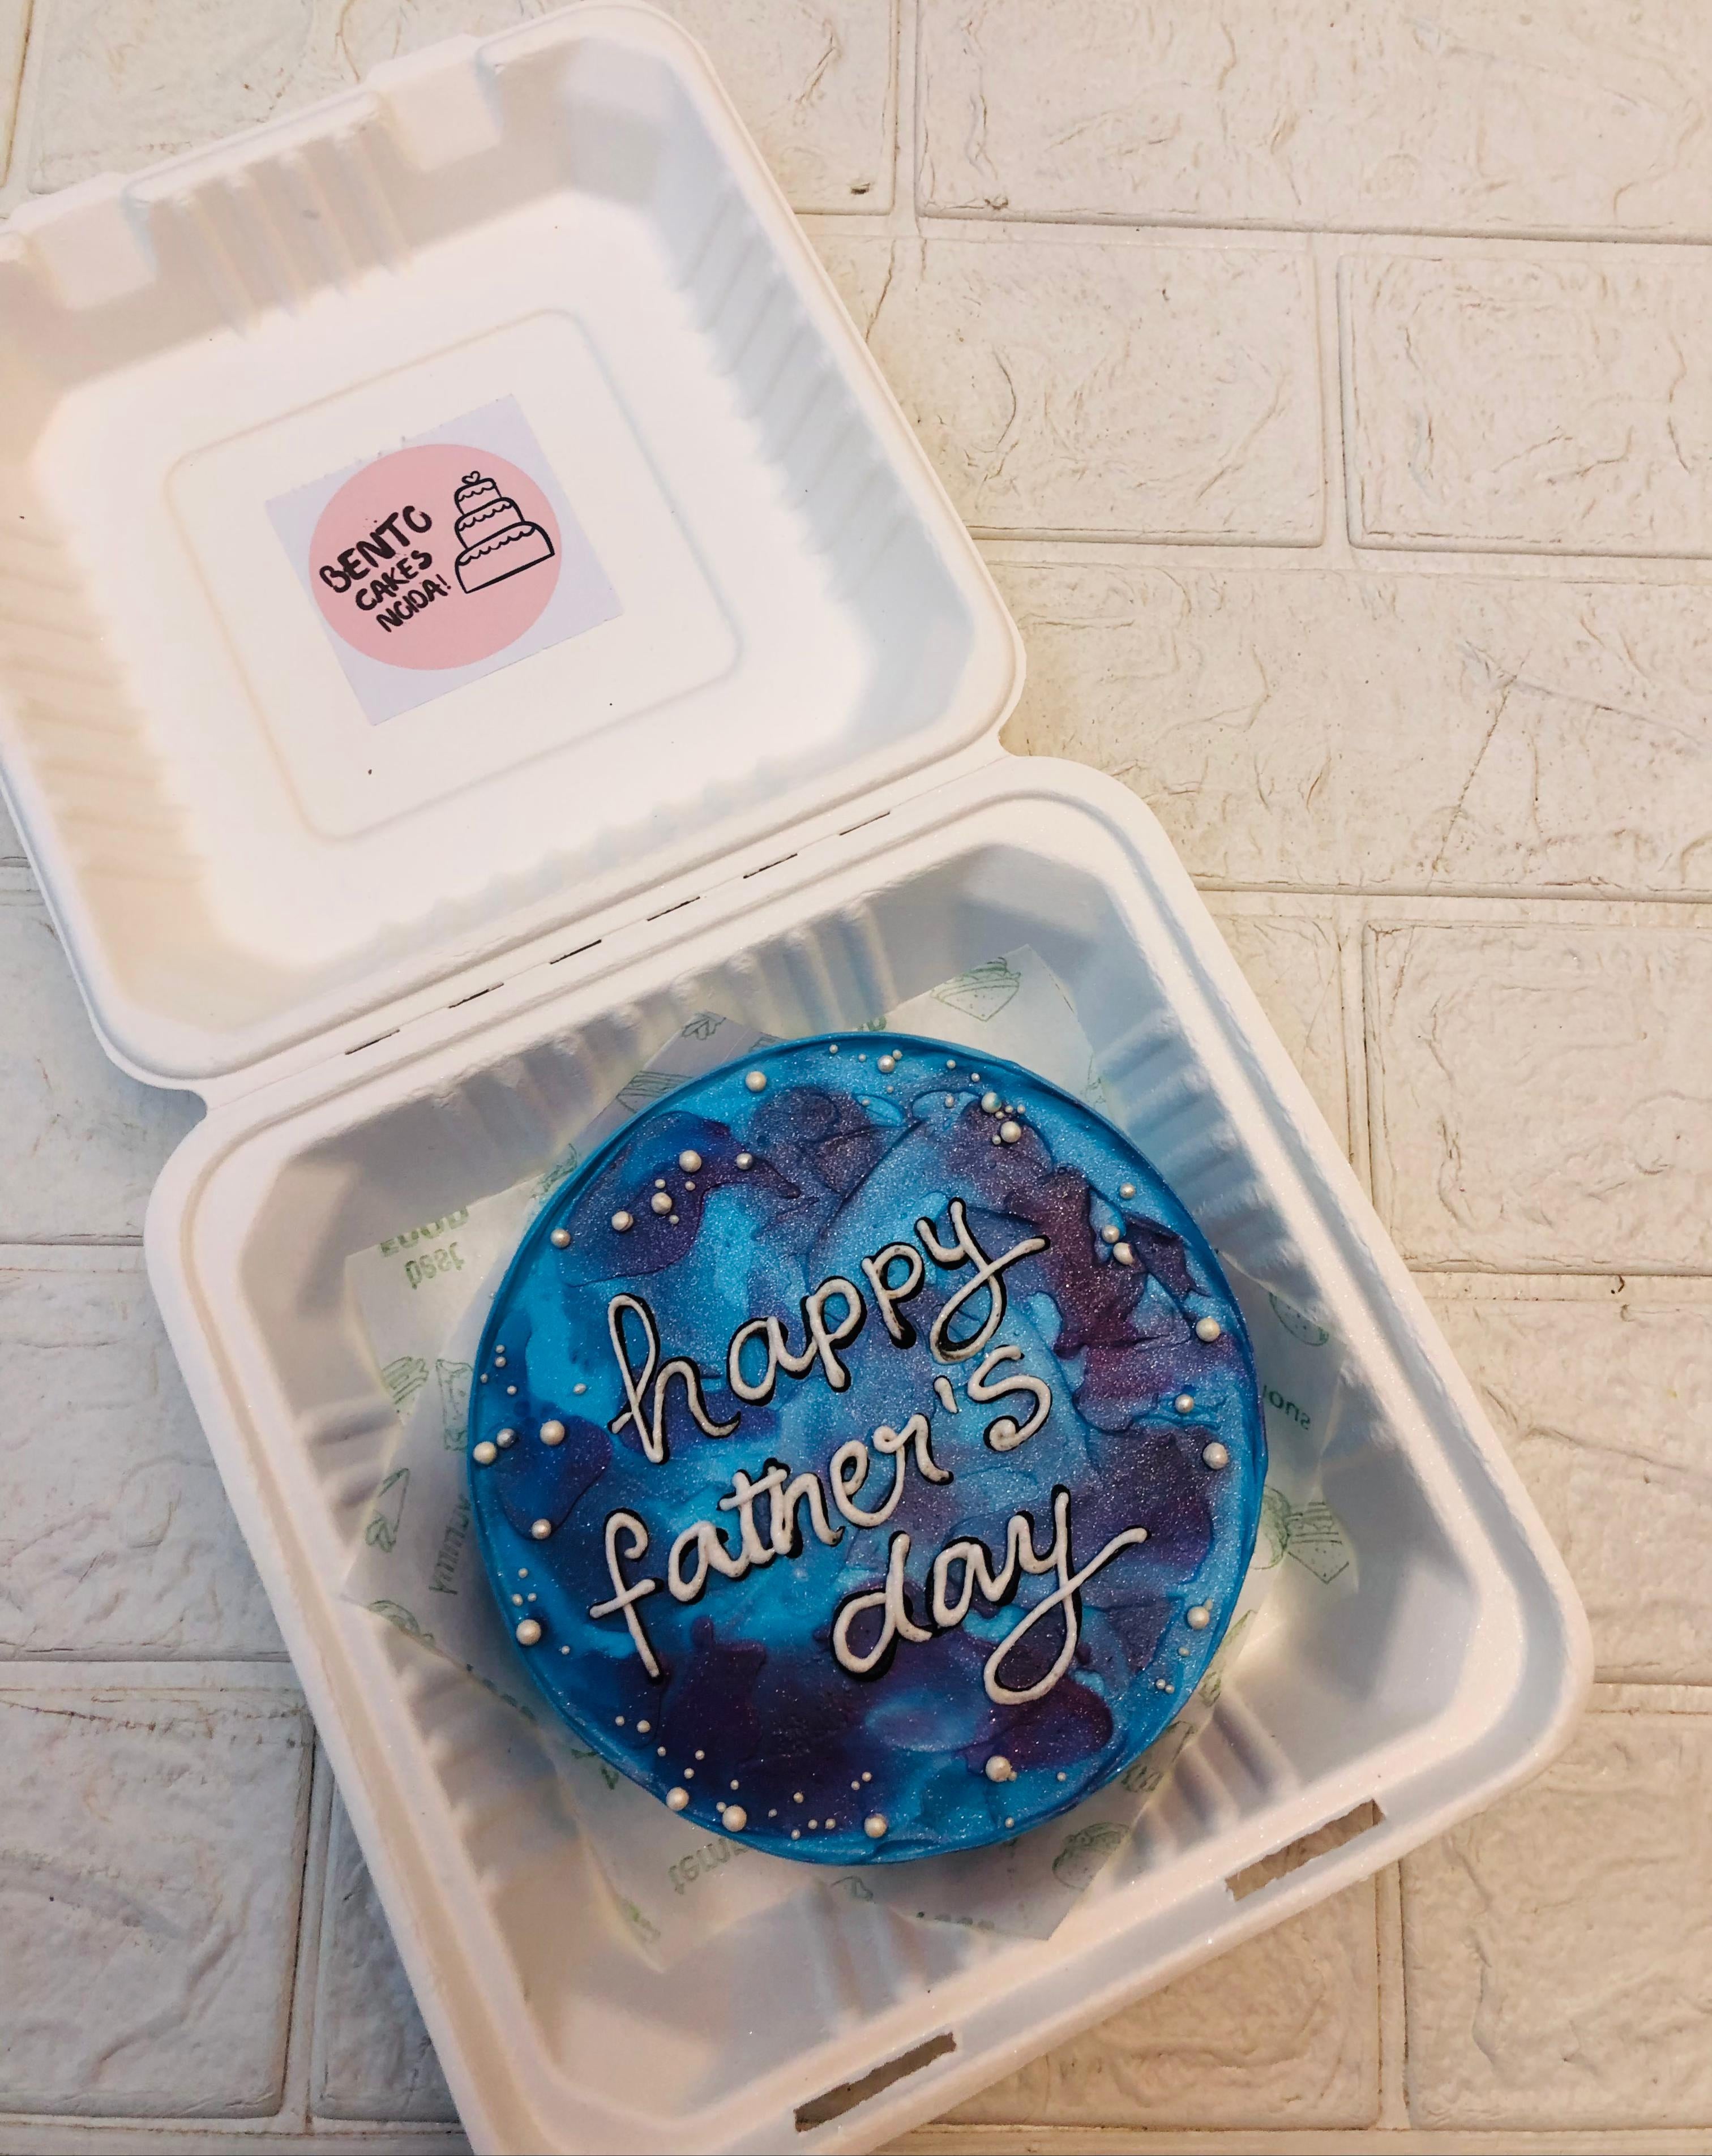 BENTO
CAKES
NOIDA!
happy
father's
day